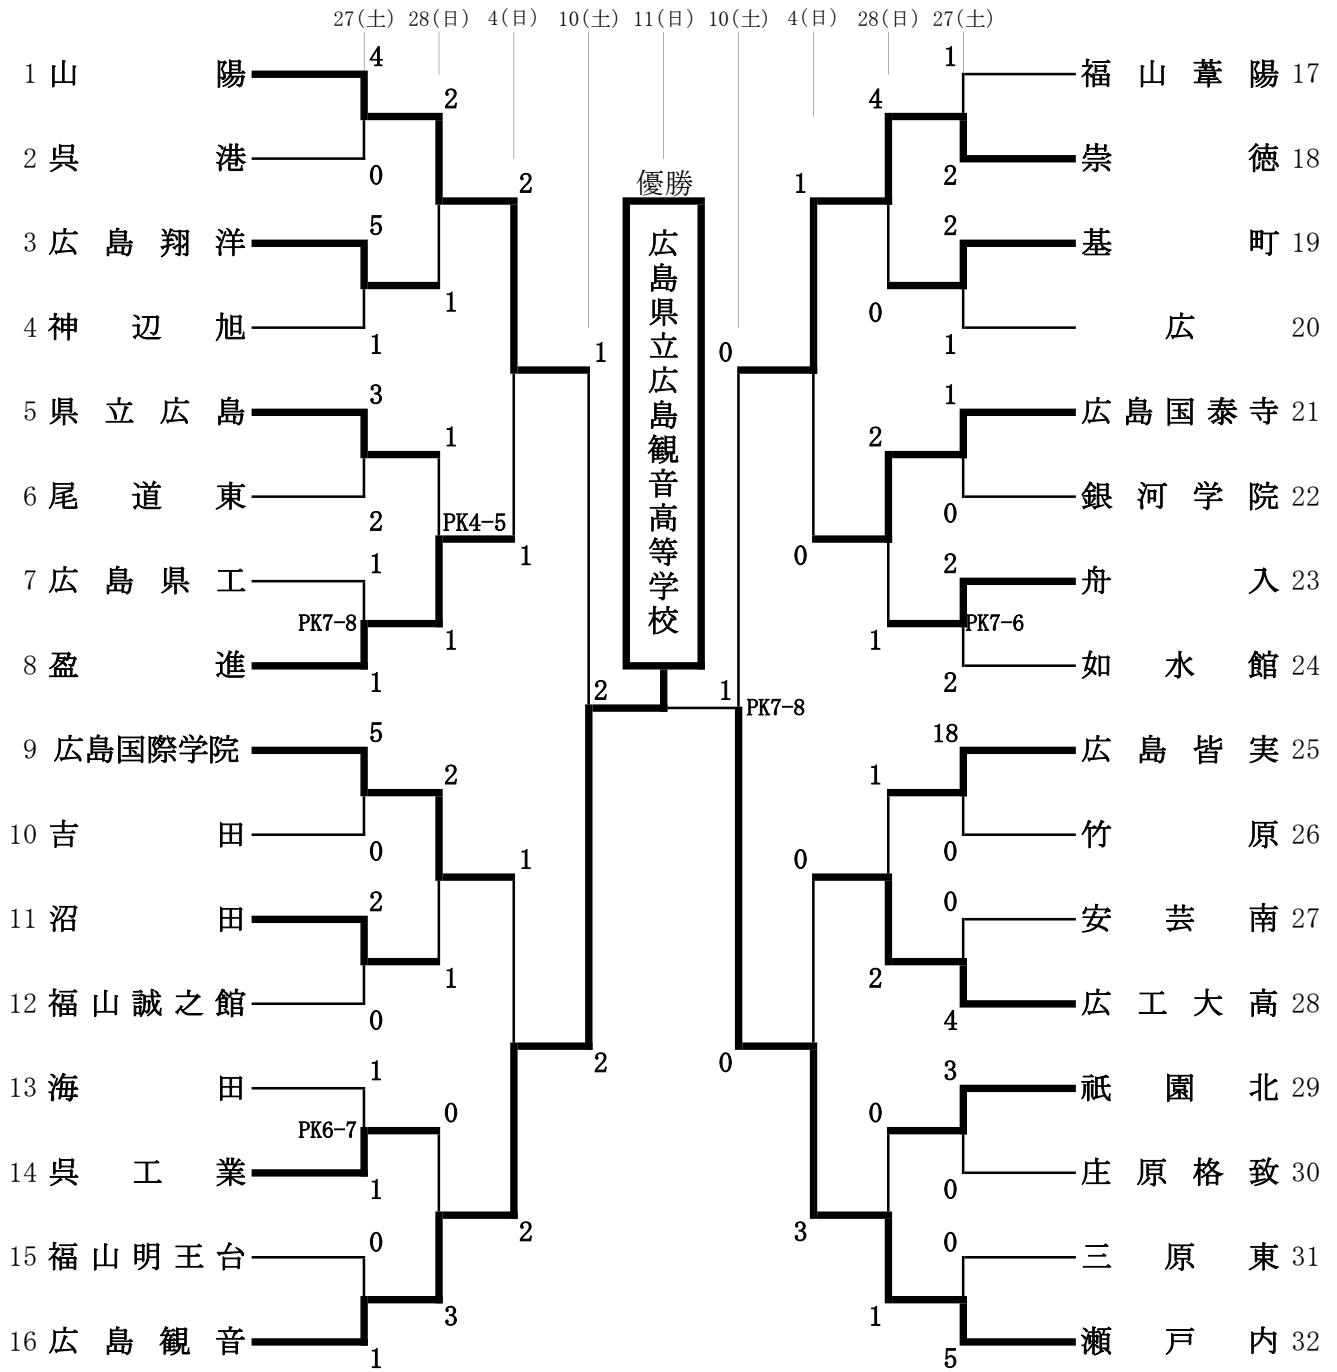 27(土) 28(日) 4(日) 10(土) 11(日) 10(土) 4(日) 28(日) 27(土)
優勝
広島県立広島観音高等学校
1 山陽
2 呉港
3 広島翔洋
4 神辺旭
5 県立広島
6 尾道東
7 広島県工
8 盈進
9 広島国際学院
10 吉田
11 沼田
12 福山誠之館
13 海田
14 呉工業
15 福山明王台
16 広島観音
4
0
5
1
3
2
1
PK7-8
1
5
0
2
0
1
PK6-7
1
0
1
2
1
1
PK4-5
1
2
1
0
3
2
1
1
2
1
2
2
1
PK7-8
0
0
1
0
0
3
4
0
2
1
1
2
0
1
1
2
2
1
1
0
2
PK7-6
2
18
0
0
4
3
0
0
5
福山葦陽 17
崇徳 18
基町 19
広 20
広島国泰寺 21
銀河学院 22
舟入 23
如水館 24
広島皆実 25
竹原 26
安芸南 27
広工大高 28
祇園北 29
庄原格致 30
三原東 31
瀬戸内 32